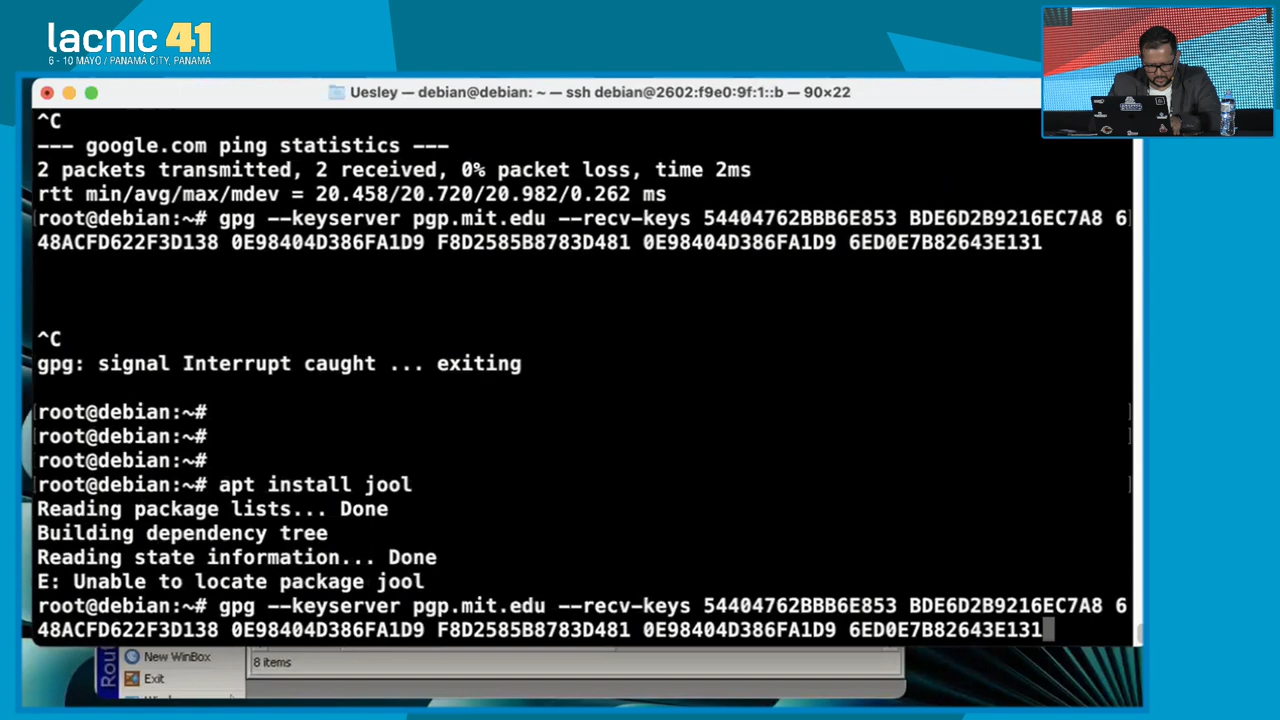 lacnic 41
6 - 10 MAYO / PANAMÁ CITY, PANAMÁ
Uesley — debian@debian: ~ — ssh debian@2602:f9e0:9f:1::b — 90×22
^C
--- google.com ping statistics ---
2 packets transmitted, 2 received, 0% packet loss, time 2ms
rtt min/avg/max/mdev = 20.458/20.720/20.982/0.262 ms
root@debian:~# gpg --keyserver pgp.mit.edu --recv-keys 54404762BBB6E853 BDE6D2B9216EC7A8 6
48ACFD622F3D138 0E98404D386FA1D9 F8D2585B8783D481 0E98404D386FA1D9 6ED0E7B82643E131
^C
gpg: signal Interrupt caught ... exiting
root@debian:~#
root@debian:~#
root@debian:~#
root@debian:~# apt install jool
Reading package lists... Done
Building dependency tree
Reading state information... Done
E: Unable to locate package jool
root@debian:~# gpg --keyserver pgp.mit.edu --recv-keys 54404762BBB6E853 BDE6D2B9216EC7A8 6
48ACFD622F3D138 0E98404D386FA1D9 F8D2585B8783D481 0E98404D386FA1D9 6ED0E7B82643E131
New WinBox
8 items
Exit